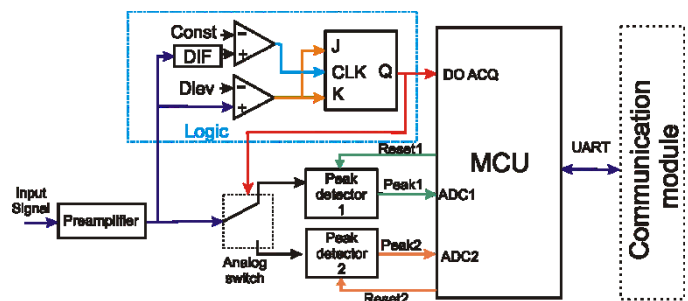 Const
DIF
Dlev
Logic
J
CLK
K
Q
DO ACQ
MCU
UART
Communication
module
Input
Signal
Preamplifier
Analog
switch
Peak
detector
1
Reset1
Peak1
ADC1
Peak
detector
2
Peak2
ADC2
Reset2